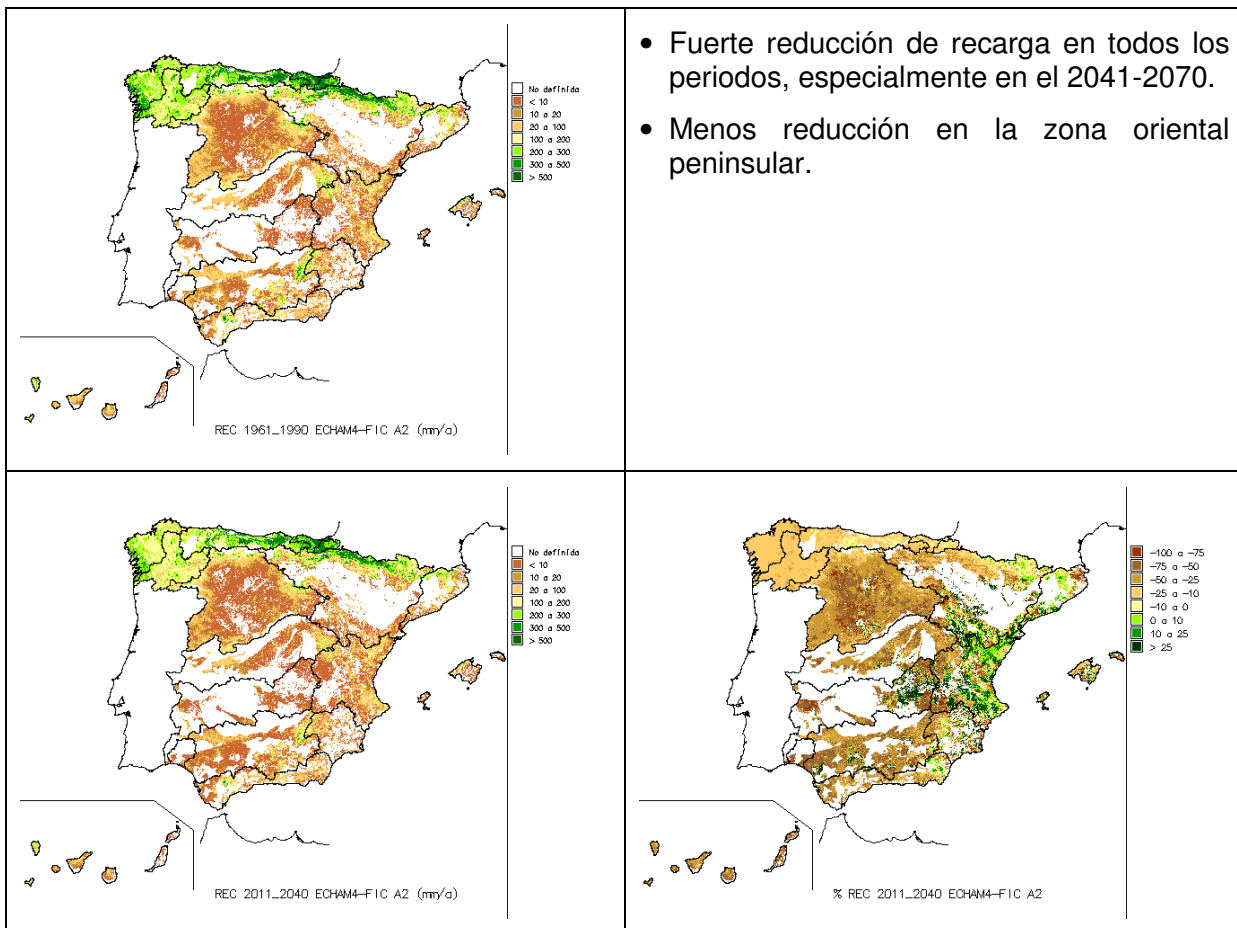 No definida
< 10
10 a 20
20 a 100
100 a 200
200 a 300
300 a 500
> 500
REC 1961_1990 ECHAM4-FIC A2 (mm/a)
• Fuerte reducción de recarga en todos los
periodos, especialmente en el 2041-2070.
• Menos reducción en la zona oriental
peninsular.
No definida
< 10
10 a 20
20 a 100
100 a 200
200 a 300
300 a 500
> 500
REC 2011_2040 ECHAM4-FIC A2 (mm/a)
-100 a -75
-75 a -50
-50 a -25
-25 a -10
-10 a 0
0 a 10
10 a 25
> 25
% REC 2011_2040 ECHAM4-FIC A2